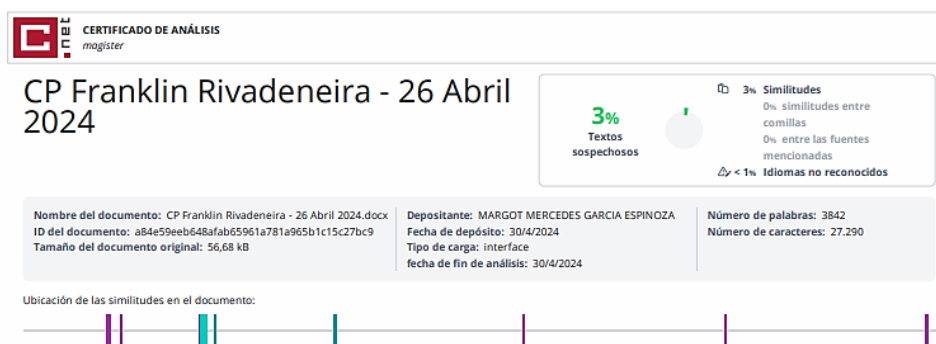 C.net
CERTIFICADO DE ANÁLISIS
magister
CP Franklin Rivadeneira - 26 Abril
2024
3%
Textos
sospechosos
3% Similitudes
0% similitudes entre
comillas
0% entre las fuentes
mencionadas
< 1% Idiomas no reconocidos
Nombre del documento: CP Franklin Rivadeneira - 26 Abril 2024.docx
ID del documento: a84e59eeb648afab65961a781a965b1c15c27bc9
Tamaño del documento original: 56,68 kB
Depositante: MARGOT MERCEDES GARCIA ESPINOZA
Fecha de depósito: 30/4/2024
Tipo de carga: interface
fecha de fin de análisis: 30/4/2024
Número de palabras: 3842
Número de caracteres: 27.290
Ubicación de las similitudes en el documento: